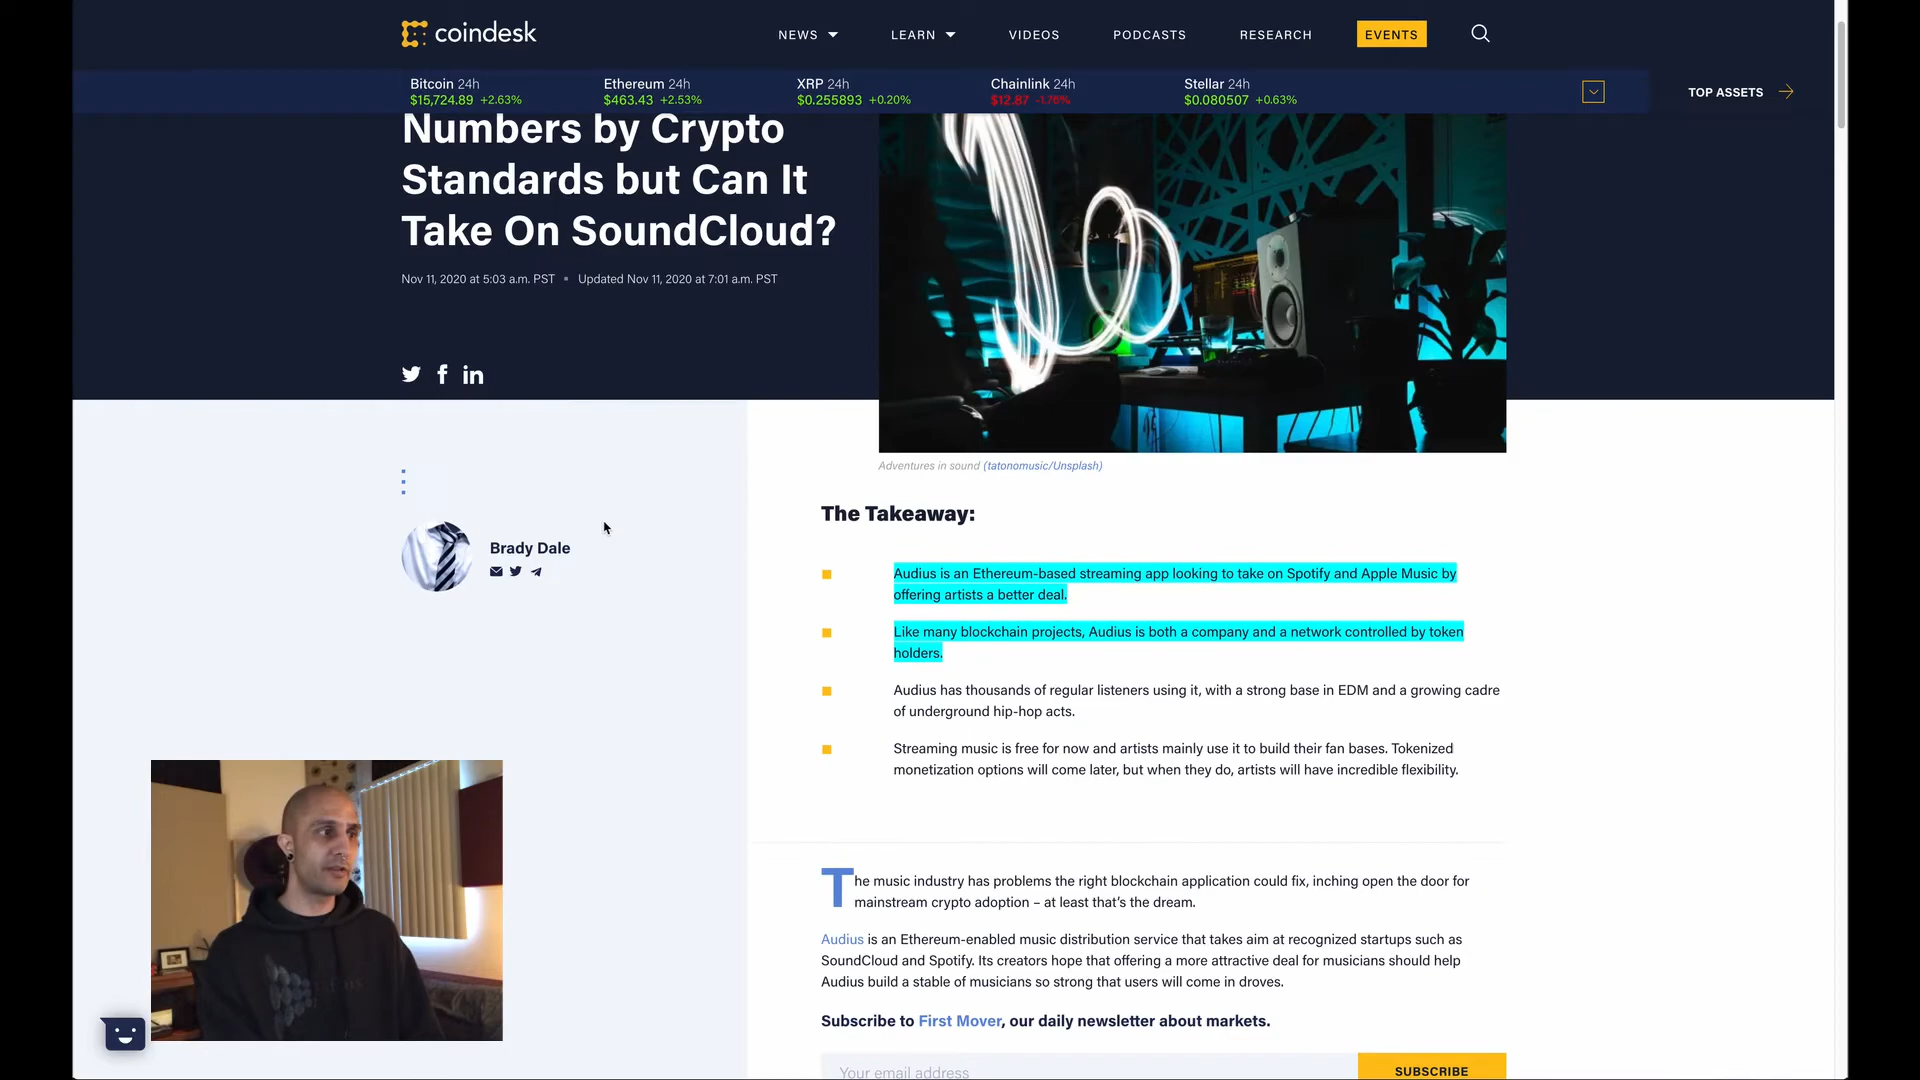 coindesk
NEWS
LEARN
VIDEOS
PODCASTS
RESEARCH
EVENTS
Bitcoin 24h
$15,724.89 +2.63%
Ethereum 24h
$463.43 +2.53%
XRP 24h
$0.255893 +0.20%
Chainlink 24h
$12.87 -1.76%
Stellar 24h
$0.080507 +0.63%
TOP ASSETS
Numbers by Crypto
Standards but Can It
Take On SoundCloud?
Nov 11, 2020 at 5:03 a.m. PST
Updated Nov 11, 2020 at 7:01 a.m. PST
Adventures in sound (tatonomusic/Unsplash)
Brady Dale
The Takeaway:
Audius is an Ethereum-based streaming app looking to take on Spotify and Apple Music by
offering artists a better deal.
Like many blockchain projects, Audius is both a company and a network controlled by token
holders.
Audius has thousands of regular listeners using it, with a strong base in EDM and a growing cadre
of underground hip-hop acts.
Streaming music is free for now and artists mainly use it to build their fan bases. Tokenized
monetization options will come later, but when they do, artists will have incredible flexibility.
The music industry has problems the right blockchain application could fix, inching open the door for
mainstream crypto adoption – at least that's the dream.
Audius is an Ethereum-enabled music distribution service that takes aim at recognized startups such as
SoundCloud and Spotify. Its creators hope that offering a more attractive deal for musicians should help
Audius build a stable of musicians so strong that users will come in droves.
Subscribe to First Mover, our daily newsletter about markets.
Your email address
SUBSCRIBE